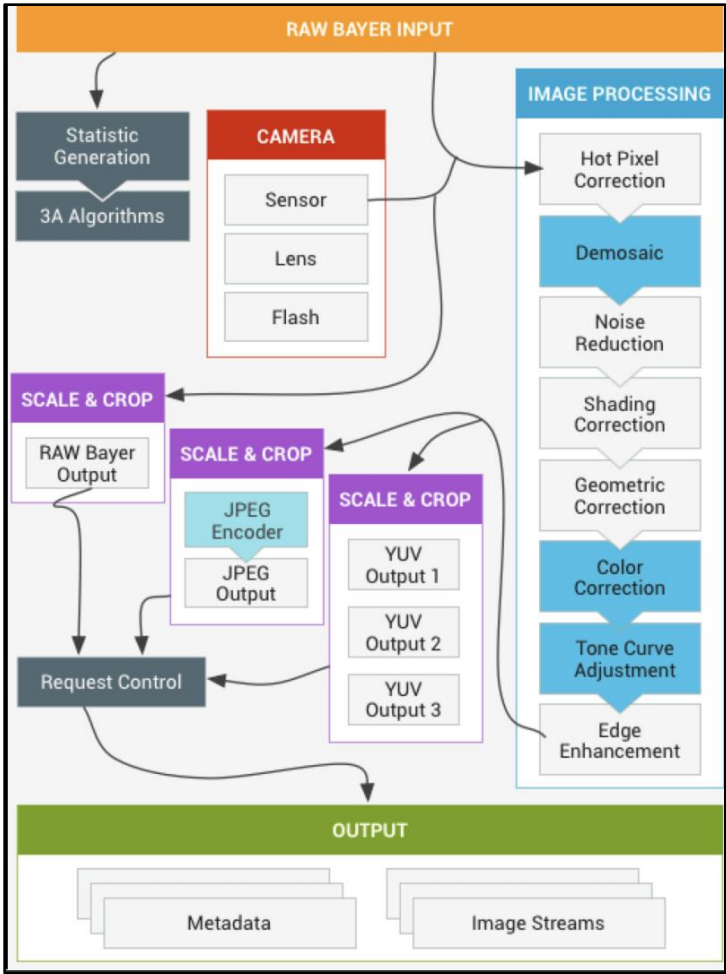 RAW BAYER INPUT
Statistic
Generation
3A Algorithms
CAMERA
Sensor
Lens
Flash
IMAGE PROCESSING
Hot Pixel
Correction
Demosaic
Noise
Reduction
Shading
Correction
Geometric
Correction
Color
Correction
Tone Curve
Adjustment
Edge
Enhancement
SCALE & CROP
RAW Bayer
Output
SCALE & CROP
JPEG
Encoder
JPEG
Output
SCALE & CROP
YUV
Output 1
YUV
Output 2
YUV
Output 3
Request Control
OUTPUT
Metadata
Image Streams